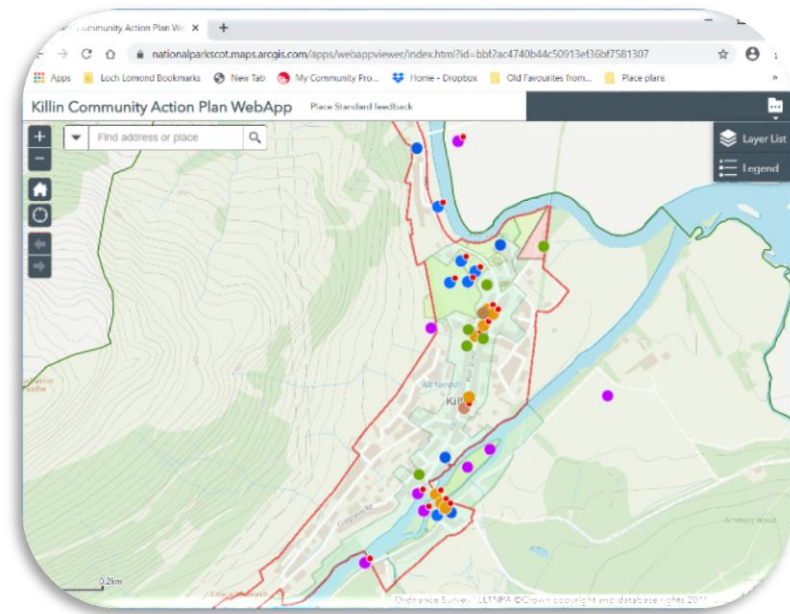 Community Action Plan We
nationalparkscot.maps.arcgis.com/apps/webappviewer/index.html?id=bbf2ac4740b44c50913ef36bf7581307
Apps Loch Lomond Bookmarks New Tab My Community Pro... Home - Dropbox Old Favourites from... Place plans
Killin Community Action Plan WebApp Place Standard feedback
Find address or place
Layer List
Legend
0.2km
Ordnance Survey | LLTNPA ©Crown copyright and database rights 201